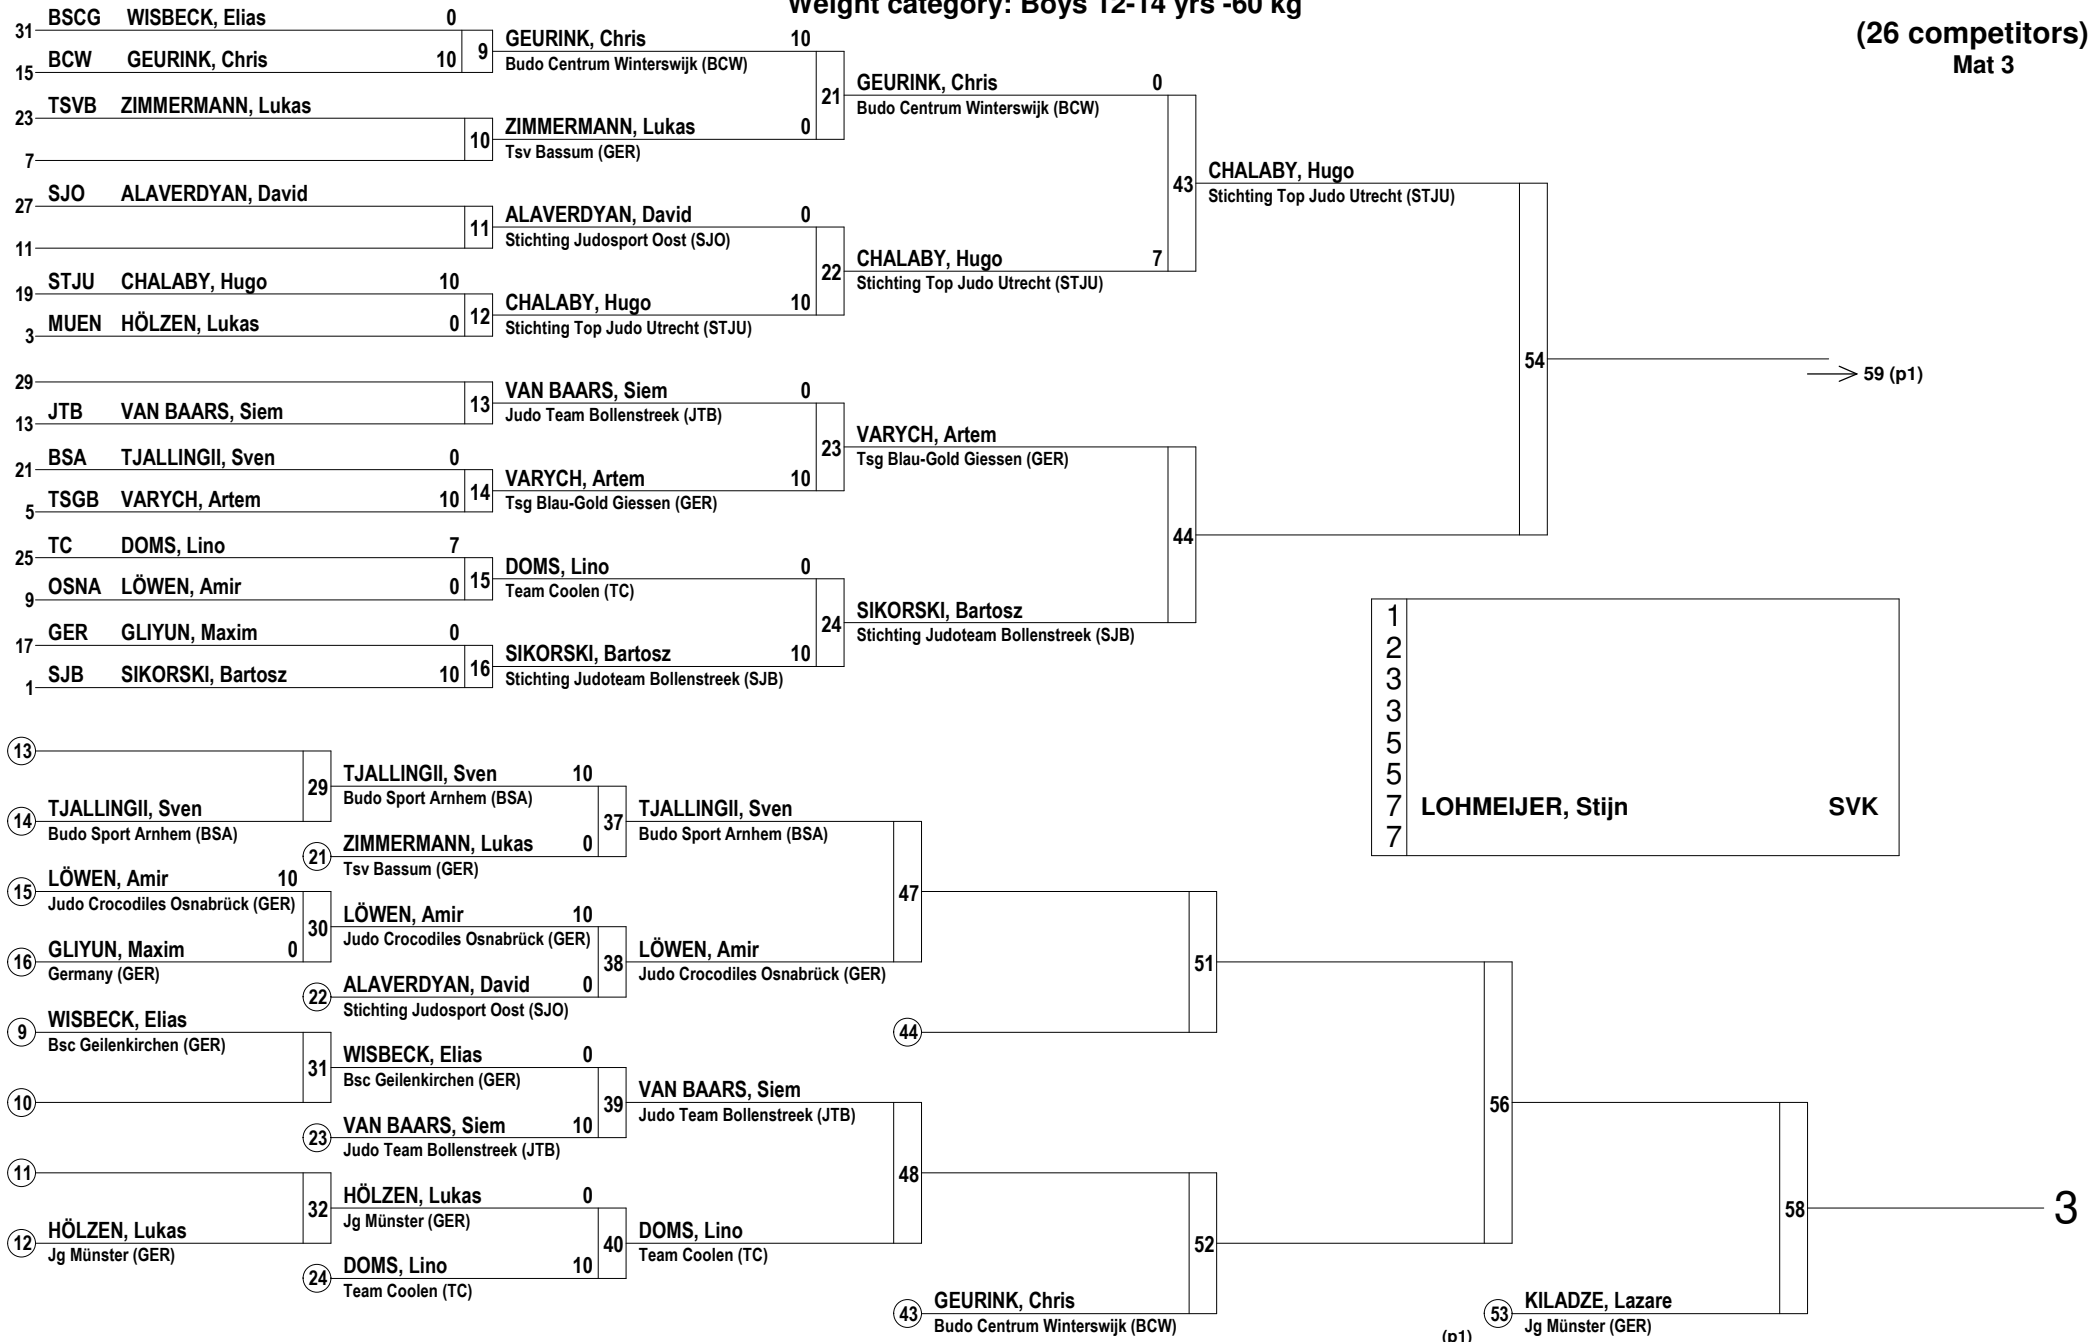 Weight category: Boys 12-14 yrs -60 kg
(26 competitors)
Mat 3
31 BSCG WISBECK, Elias 0
15 BCW GEURINK, Chris 10
9
23 TSVB ZIMMERMANN, Lukas
7
10
27 SJO ALAVERDYAN, David
11
11
19 STJU CHALABY, Hugo 10
3 MUEN HÖLZEN, Lukas 0
12
29
13 JTB VAN BAARS, Siem
13
21 BSA TJALLINGII, Sven 0
5 TSGB VARYCH, Artem 10
14
25 TC DOMS, Lino 7
9 OSNA LÖWEN, Amir 0
15
17 GER GLIYUN, Maxim 0
1 SJB SIKORSKI, Bartosz 10
16
GEURINK, Chris 10
Budo Centrum Winterswijk (BCW)
21
ZIMMERMANN, Lukas 0
Tsv Bassum (GER)
ALAVERDYAN, David 0
Stichting Judosport Oost (SJO)
22
CHALABY, Hugo 10
Stichting Top Judo Utrecht (STJU)
VAN BAARS, Siem 0
Judo Team Bollenstreek (JTB)
23
VARYCH, Artem 10
Tsg Blau-Gold Giessen (GER)
DOMS, Lino 0
Team Coolen (TC)
24
SIKORSKI, Bartosz 10
Stichting Judoteam Bollenstreek (SJB)
GEURINK, Chris 0
Budo Centrum Winterswijk (BCW)
43
CHALABY, Hugo 7
Stichting Top Judo Utrecht (STJU)
VARYCH, Artem
Tsg Blau-Gold Giessen (GER)
44
SIKORSKI, Bartosz
Stichting Judoteam Bollenstreek (SJB)
CHALABY, Hugo
Stichting Top Judo Utrecht (STJU)
54
59 (p1)
1
2
3
3
5
5
7 LOHMEIJER, Stijn SVK
7
13
29
14 TJALLINGII, Sven
Budo Sport Arnhem (BSA)
15 LÖWEN, Amir 10
Judo Crocodiles Osnabrück (GER)
30
16 GLIYUN, Maxim 0
Germany (GER)
9 WISBECK, Elias
Bsc Geilenkirchen (GER)
31
10
11
32
12 HÖLZEN, Lukas
Jg Münster (GER)
TJALLINGII, Sven 10
Budo Sport Arnhem (BSA)
37
21 ZIMMERMANN, Lukas 0
Tsv Bassum (GER)
LÖWEN, Amir 10
Judo Crocodiles Osnabrück (GER)
38
22 ALAVERDYAN, David 0
Stichting Judosport Oost (SJO)
WISBECK, Elias 0
Bsc Geilenkirchen (GER)
39
23 VAN BAARS, Siem 10
Judo Team Bollenstreek (JTB)
HÖLZEN, Lukas 0
Jg Münster (GER)
40
24 DOMS, Lino 10
Team Coolen (TC)
TJALLINGII, Sven
Budo Sport Arnhem (BSA)
47
LÖWEN, Amir
Judo Crocodiles Osnabrück (GER)
VAN BAARS, Siem
Judo Team Bollenstreek (JTB)
48
DOMS, Lino
Team Coolen (TC)
51
44
52
43 GEURINK, Chris
Budo Centrum Winterswijk (BCW)
56
58
3
53 KILADZE, Lazare
(p1) Jg Münster (GER)